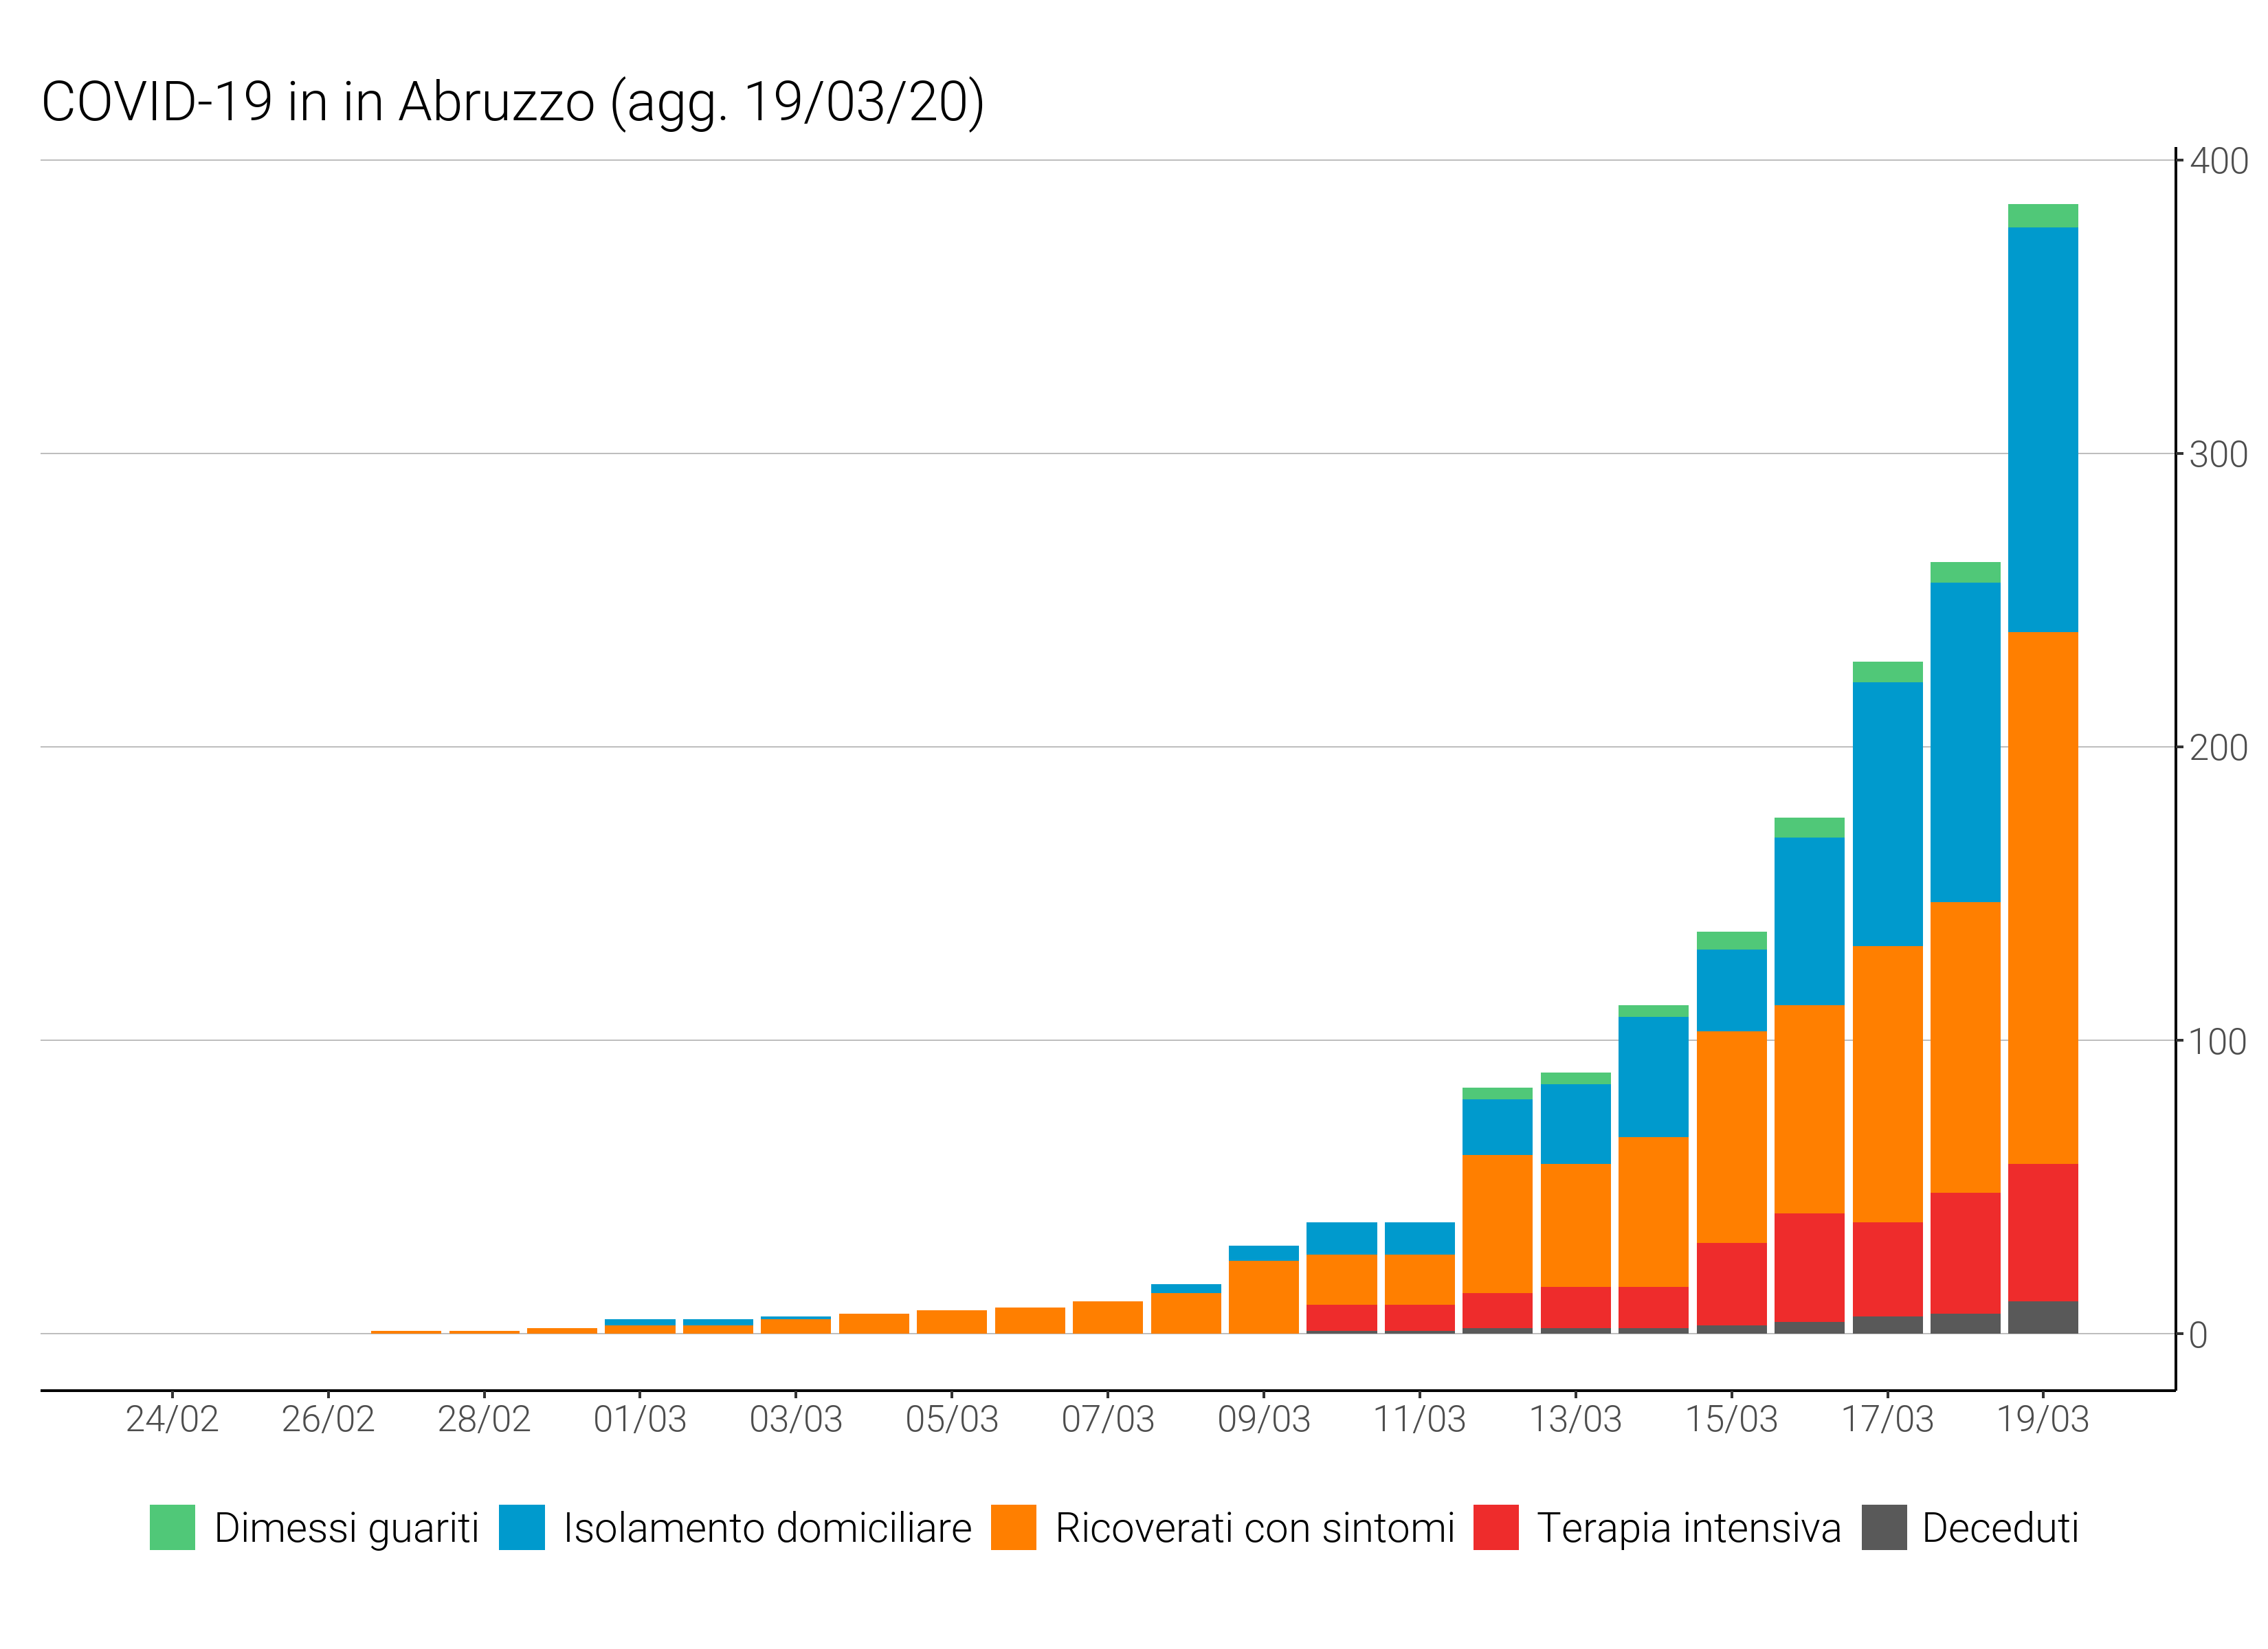 COVID-19 in in Abruzzo (agg. 19/03/20)
400
300
200
100
0
24/02 26/02 28/02 01/03 03/03 05/03 07/03 09/03 11/03 13/03 15/03 17/03 19/03
Dimessi guariti Isolamento domiciliare Ricoverati con sintomi Terapia intensiva Deceduti